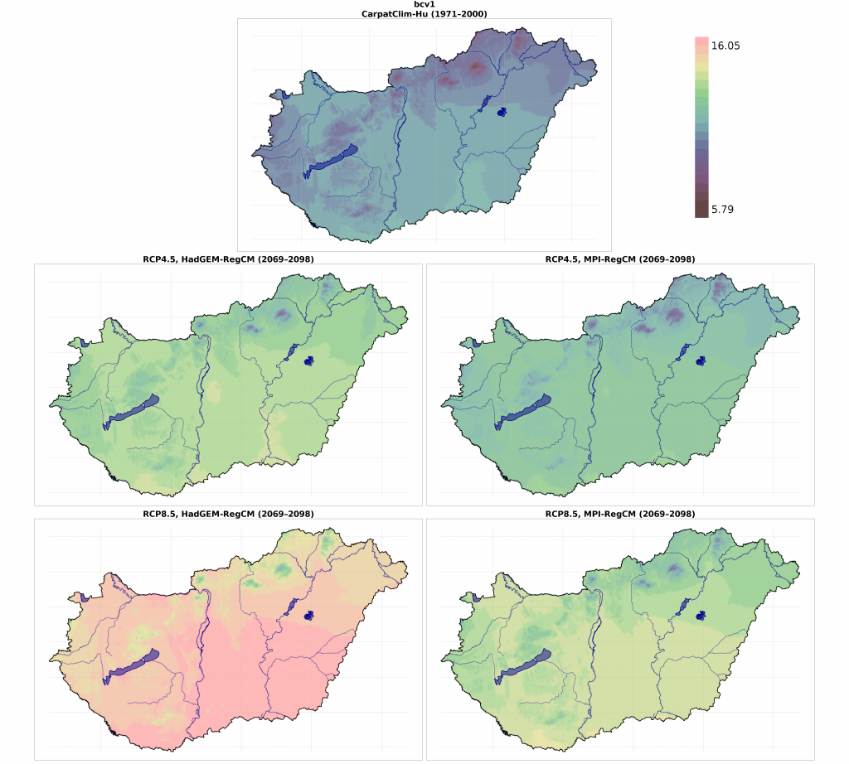 bcv1
CarpatClim-Hu (1971–2000)
16.05
5.79
RCP4.5, HadGEM-RegCM (2069–2098)
RCP4.5, MPI-RegCM (2069–2098)
RCP8.5, HadGEM-RegCM (2069–2098)
RCP8.5, MPI-RegCM (2069–2098)